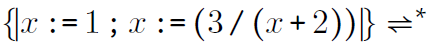 {|x := 1 ; x := (3 / (x + 2))|} ⇌*